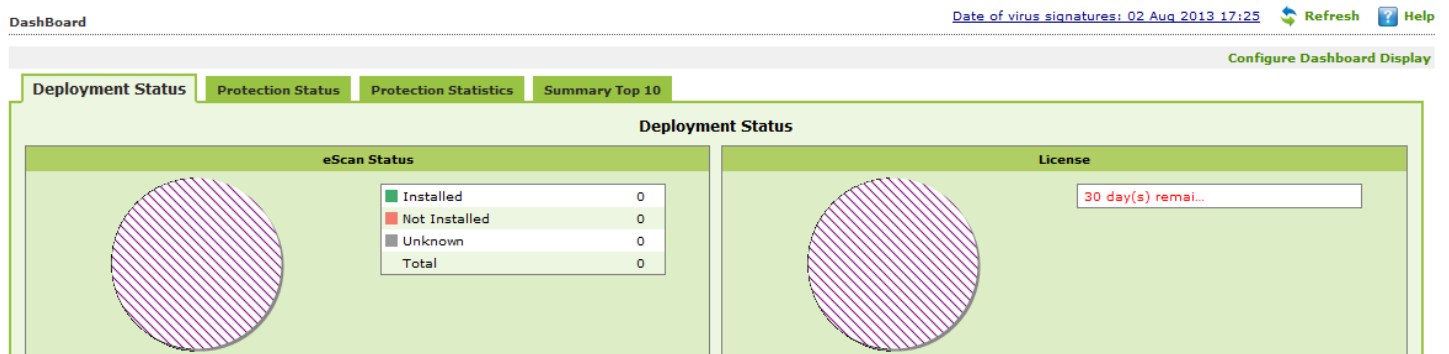 DashBoard
Date of virus signatures: 02 Aug 2013 17:25 Refresh ? Help
Configure Dashboard Display
Deployment Status Protection Status Protection Statistics Summary Top 10
Deployment Status
eScan Status
Installed 0
Not Installed 0
Unknown 0
Total 0
License
30 day(s) remai...